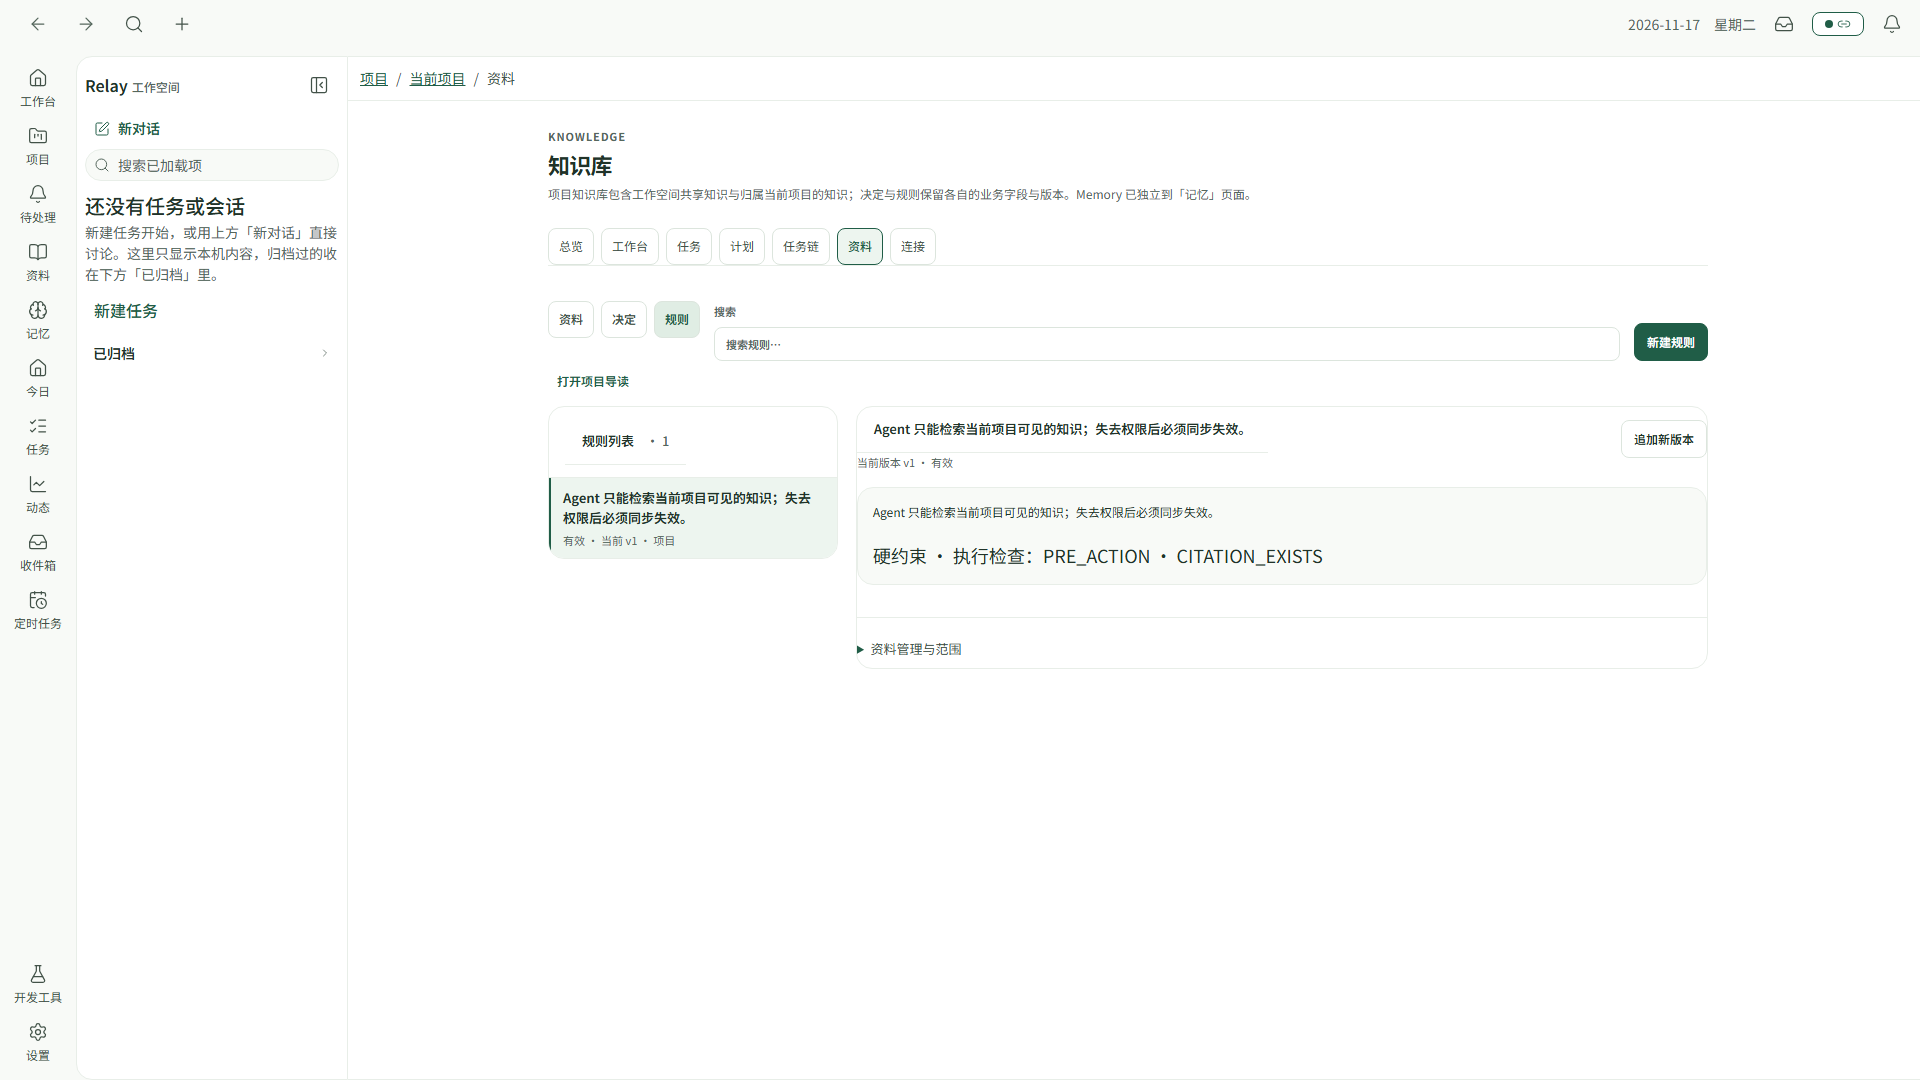 2026-11-17 星期二
工作台
项目
待处理
资料
记忆
今日
任务
动态
收件箱
定时任务
开发工具
设置
Relay 工作空间
新对话
搜索已加载项
还没有任务或会话
新建任务开始，或用上方「新对话」直接
讨论。这里只显示本机内容，归档过的收
在下方「已归档」里。
新建任务
已归档
项目 / 当前项目 / 资料
KNOWLEDGE
知识库
项目知识库包含工作空间共享知识与归属当前项目的知识；决定与规则保留各自的业务字段与版本。Memory 已独立到「记忆」页面。
总览 工作台 任务 计划 任务链 资料 连接
资料 决定 规则
搜索
搜索规则…
新建规则
打开项目导读
规则列表 · 1
Agent 只能检索当前项目可见的知识；失去
权限后必须同步失效。
有效 · 当前 v1 · 项目
Agent 只能检索当前项目可见的知识；失去权限后必须同步失效。
追加新版本
当前版本 v1 · 有效
Agent 只能检索当前项目可见的知识；失去权限后必须同步失效。
硬约束 · 执行检查：PRE_ACTION · CITATION_EXISTS
资料管理与范围